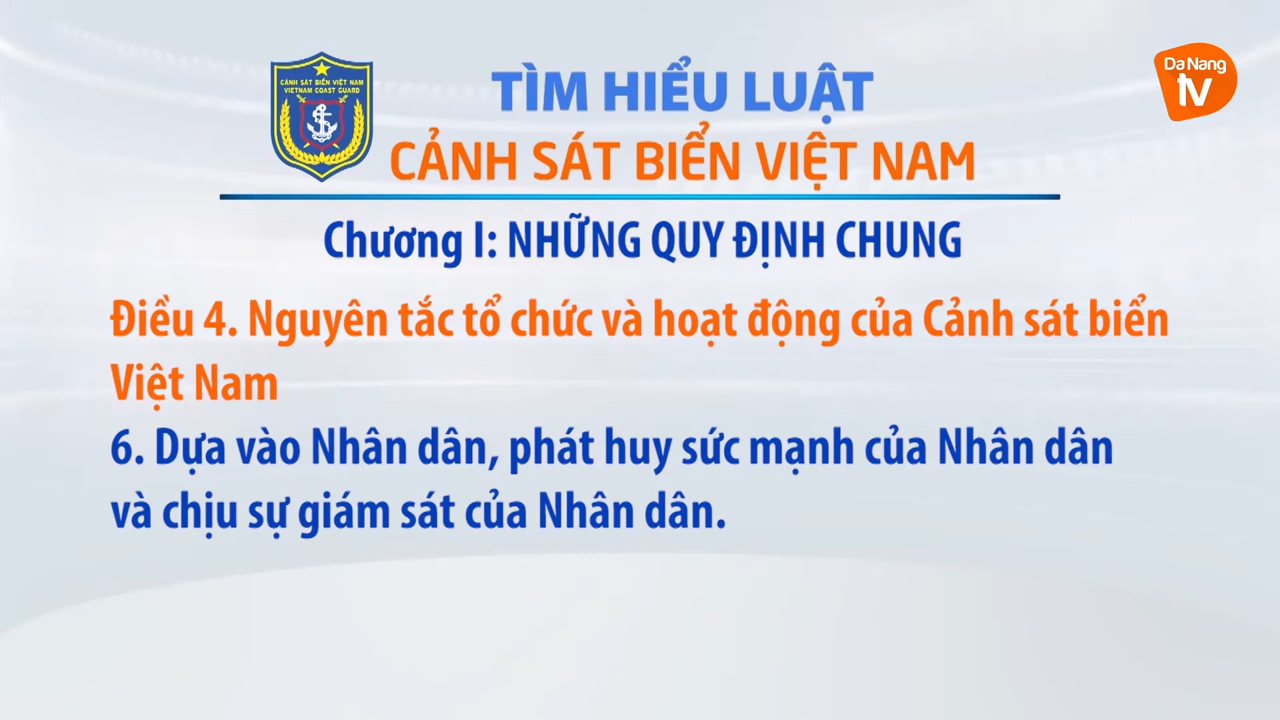 CẢNH SÁT BIỂN VIỆT NAM
VIETNAM COAST GUARD
TÌM HIỂU LUẬT
CẢNH SÁT BIỂN VIỆT NAM
Da Nang
tv
Chương I: NHỮNG QUY ĐỊNH CHUNG
Điều 4. Nguyên tắc tổ chức và hoạt động của Cảnh sát biển
Việt Nam
6. Dựa vào Nhân dân, phát huy sức mạnh của Nhân dân
và chịu sự giám sát của Nhân dân.